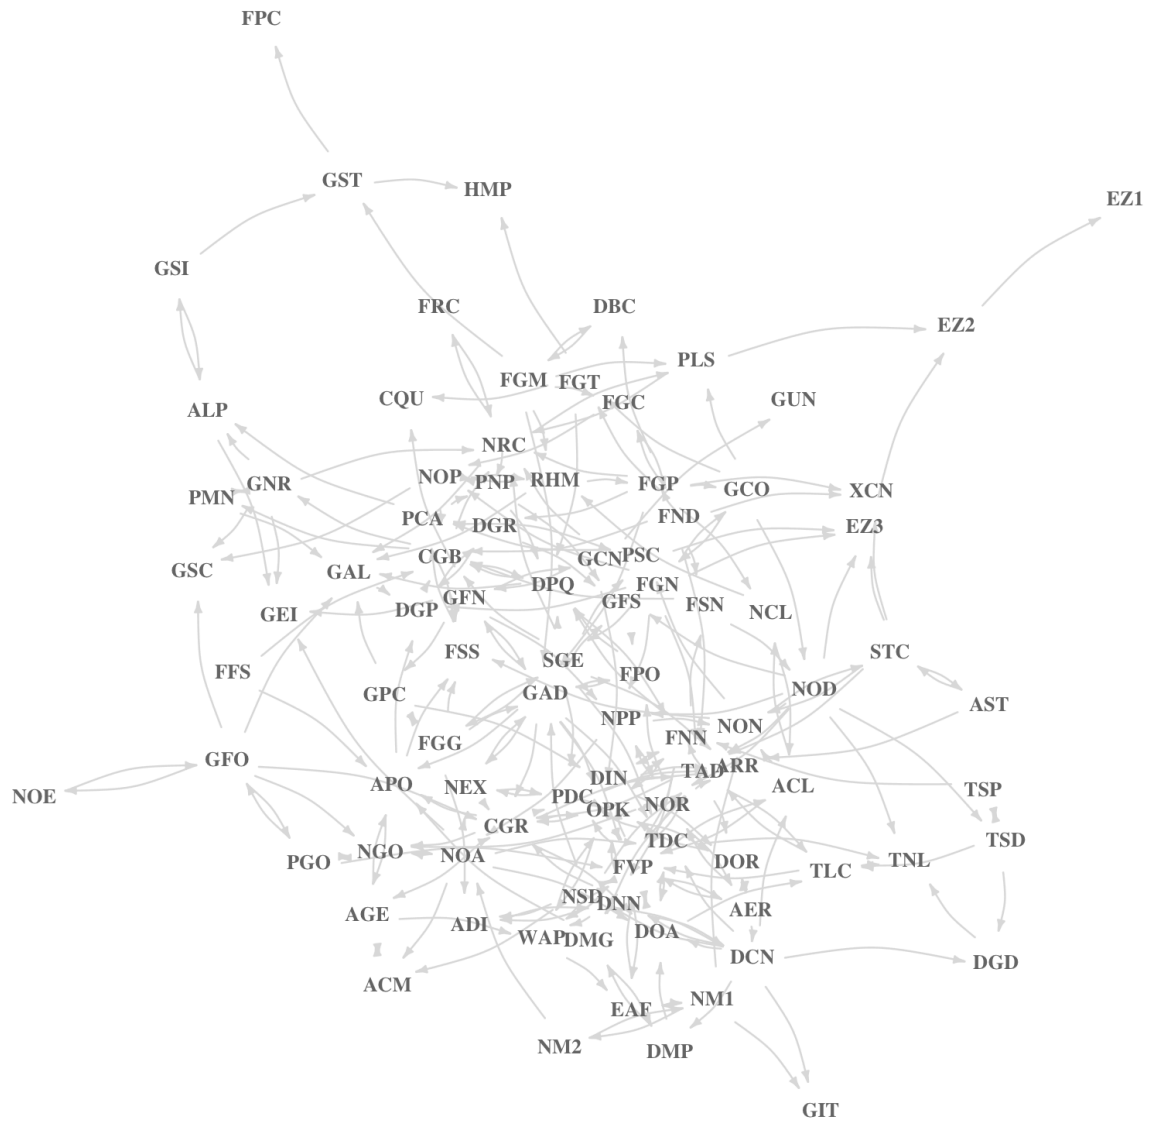 FPC
GST
HMP
EZ1
GSI
FRC
DBC
EZ2
PLS
FGM
FGT
CQU
FGC
GUN
ALP
NRC
NOP
PNP
RHM
GNR
PMN
FGP
GCO
XCN
PCA
DGR
FND
EZ3
CGB
GCN
PSC
GSC
GAL
DPQ
FGN
GFN
GFS
DGP
FSN
NCL
GEI
FSS
SGE
STC
FFS
FPO
GPC
GAD
NOD
AST
NPP
NON
FGG
FNN
GFO
TAD
ARR
NOE
APO
NEX
DIN
ACL
TSP
PDC
OPK
NOR
CGR
TDC
TSD
PGO
NGO
NOA
FVP
DOR
TNL
TLC
NSD
DNN
AER
AGE
ADI
WAP
DMG
DOA
DCN
DGD
ACM
EAF
NM1
NM2
DMP
GIT